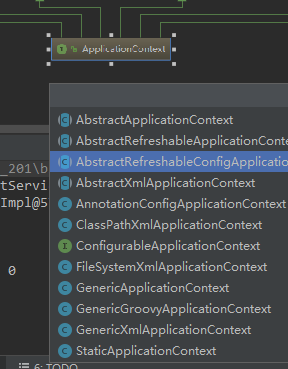 ApplicationContext
AbstractApplicationContext
AbstractRefreshableApplicationConte
_201\b
AbstractRefreshableConfigApplicatio
tServi
AbstractXmlApplicationContext
Impl@5
AnnotationConfigApplicationContext
ClassPathXmlApplicationContext
ConfigurableApplicationContext
0
FileSystemXmlApplicationContext
GenericApplicationContext
GenericGroovyApplicationContext
GenericXmlApplicationContext
StaticApplicationContext
6: TODO